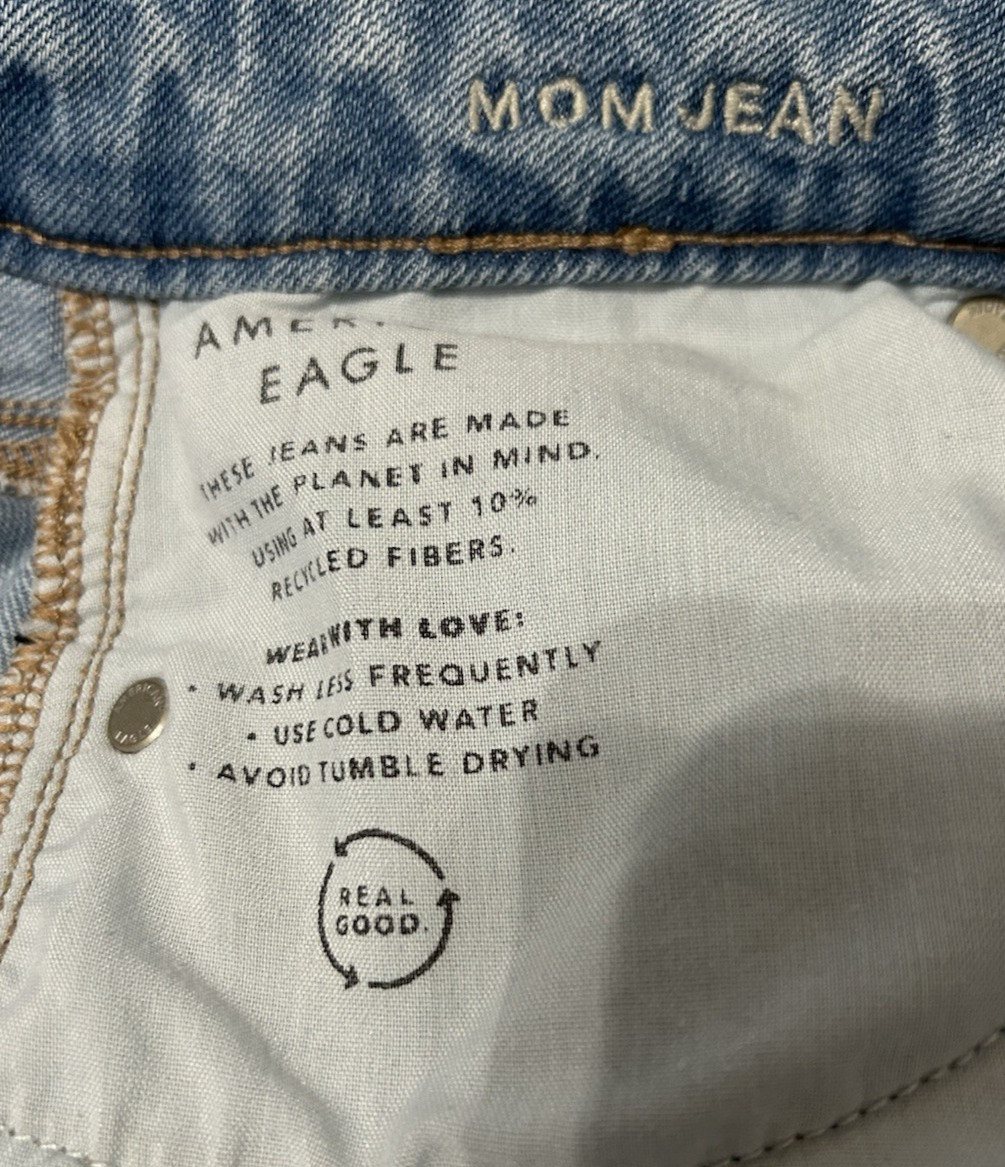 MOM JEAN
EAGLE
THESE JEANS ARE MADE
WITH THE PLANET IN MIND.
USING AT LEAST 10%
RECYCLED FIBERS.
WEAR WITH LOVE:
• WASH LESS FREQUENTLY
• USE COLD WATER
• AVOID TUMBLE DRYING
REAL
GOOD.